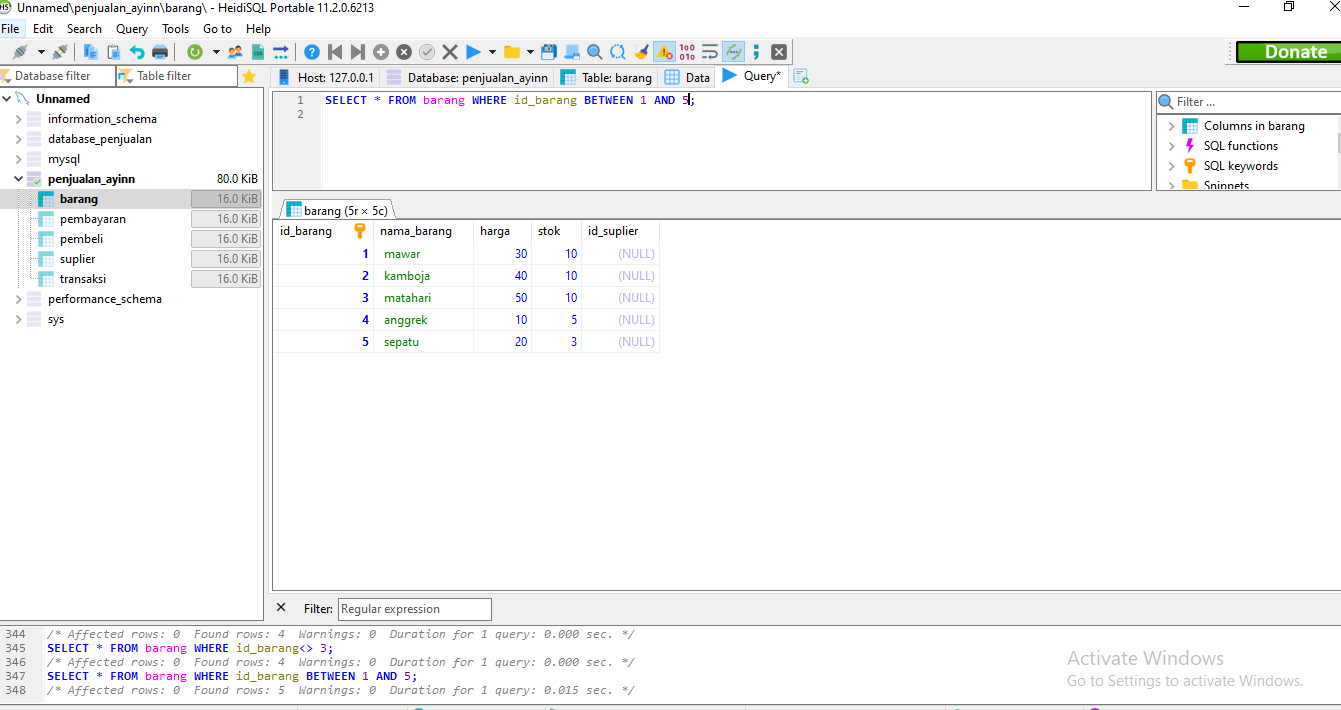 Unnamed\penjualan_ayinn\barang\ - HeidiSQL Portable 11.2.0.6213
File Edit Search Query Tools Go to Help
Donate
Database filter Table filter Host: 127.0.0.1 Database: penjualan_ayinn Table: barang Data Query*
Unnamed
information_schema
database_penjualan
mysql
penjualan_ayinn 80.0 KiB
barang 16.0 KiB
pembayaran 16.0 KiB
pembeli 16.0 KiB
suplier 16.0 KiB
transaksi 16.0 KiB
performance_schema
sys
1 SELECT * FROM barang WHERE id_barang BETWEEN 1 AND 5;
2
Filter ...
Columns in barang
SQL functions
SQL keywords
Snippets
barang (5r × 5c)
id_barang nama_barang harga stok id_suplier
1 mawar 30 10 (NULL)
2 kamboja 40 10 (NULL)
3 matahari 50 10 (NULL)
4 anggrek 10 5 (NULL)
5 sepatu 20 3 (NULL)
Filter: Regular expression
344 /* Affected rows: 0 Found rows: 4 Warnings: 0 Duration for 1 query: 0.000 sec. */
345 SELECT * FROM barang WHERE id_barang<> 3;
346 /* Affected rows: 0 Found rows: 4 Warnings: 0 Duration for 1 query: 0.000 sec. */
347 SELECT * FROM barang WHERE id_barang BETWEEN 1 AND 5;
348 /* Affected rows: 0 Found rows: 5 Warnings: 0 Duration for 1 query: 0.015 sec. */
Activate Windows
Go to Settings to activate Windows.